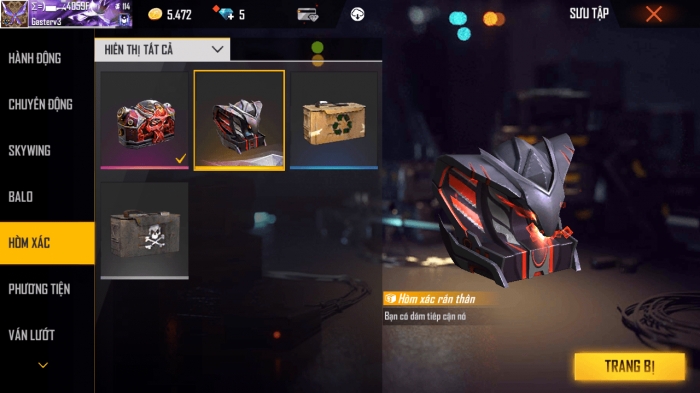 # 114
Gasterv3
5.472
+ 5
SƯU TẬP
HÀNH ĐỘNG
CHUYỂN ĐỘNG
SKYWING
BALO
HÒM XÁC
PHƯƠNG TIỆN
VÁN LƯỚT
HIỂN THỊ TẤT CẢ
Hòm xác rắn thần
Bạn có dám tiếp cận nó
TRANG BỊ